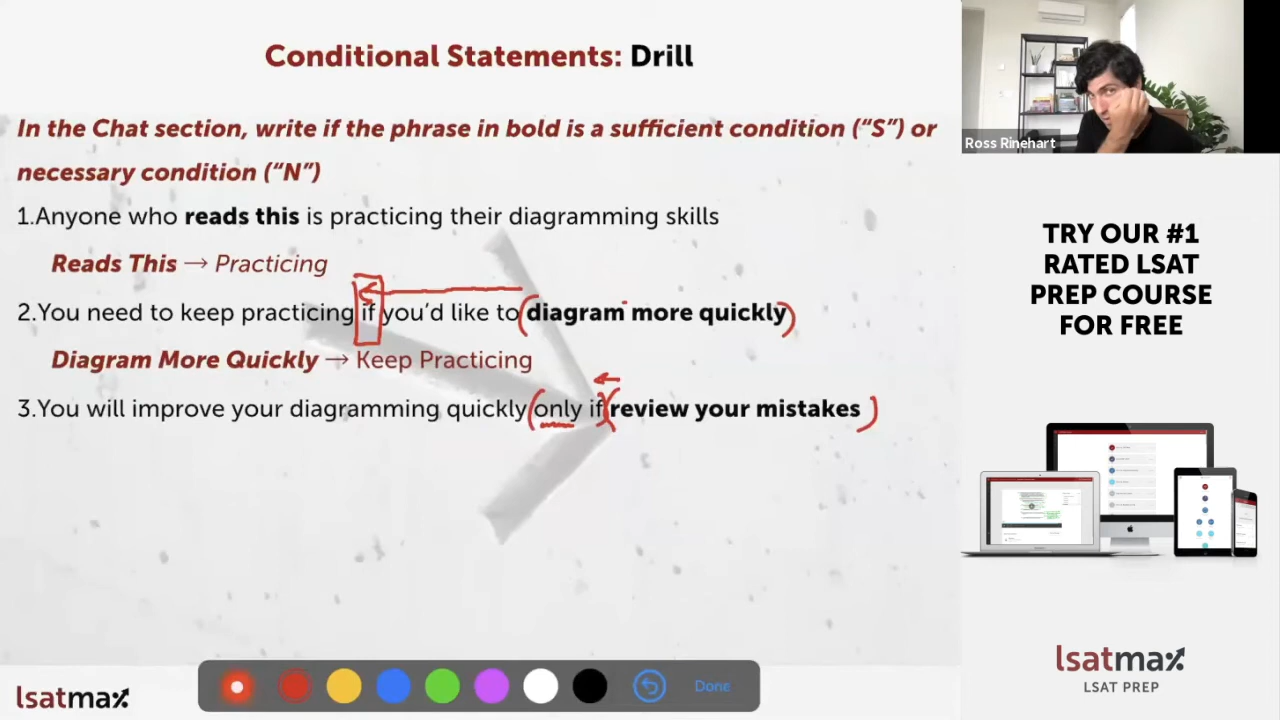 Conditional Statements: Drill
In the Chat section, write if the phrase in bold is a sufficient condition (“S”) or
necessary condition (“N”)
1.Anyone who reads this is practicing their diagramming skills
Reads This → Practicing
2.You need to keep practicing if you’d like to diagram more quickly
Diagram More Quickly → Keep Practicing
3.You will improve your diagramming quickly only if review your mistakes
Done
lsatmax
Ross Rinehart
TRY OUR #1
RATED LSAT
PREP COURSE
FOR FREE
lsatmax
LSAT PREP